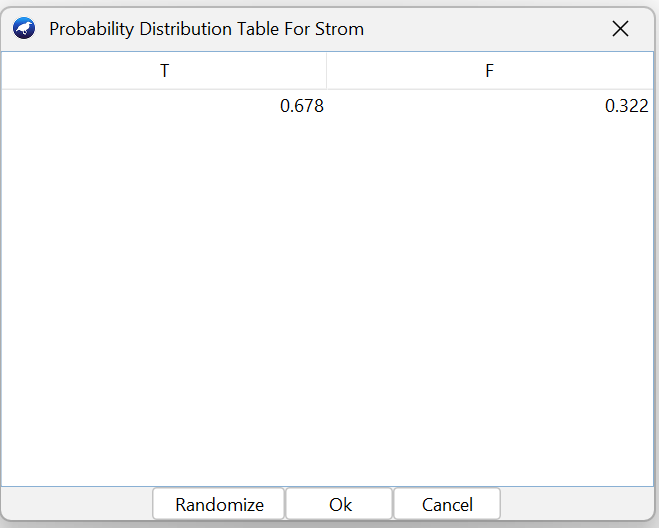 Probability Distribution Table For Strom
T F
0.678 0.322
Randomize Ok Cancel